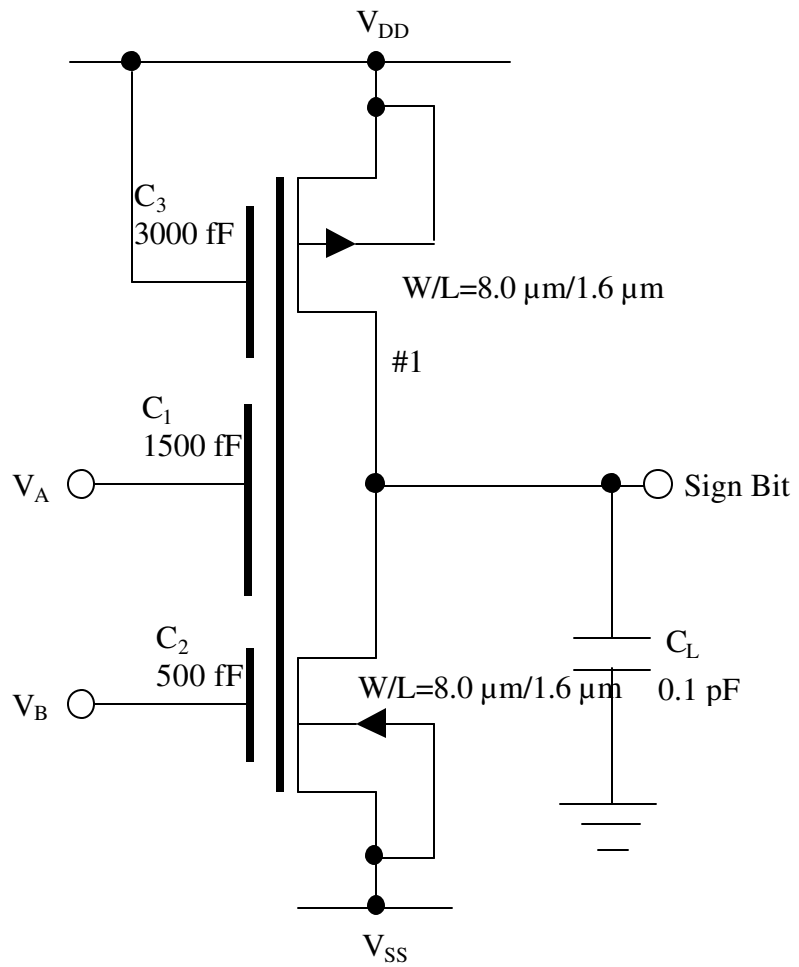 V_DD
C_3
3000 fF
W/L=8.0 µm/1.6 µm
#1
C_1
1500 fF
V_A
Sign Bit
C_2
500 fF
V_B
W/L=8.0 µm/1.6 µm
C_L
0.1 pF
V_SS